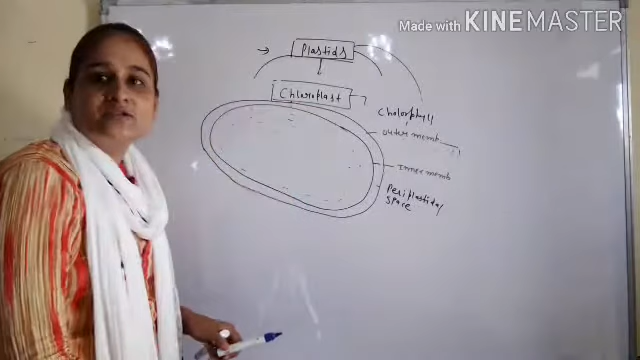 Made with KINEMASTER
→ Plastids
Chloroplast
Cholorphyll
Outer memb
Inner memb
Periplastidal
space